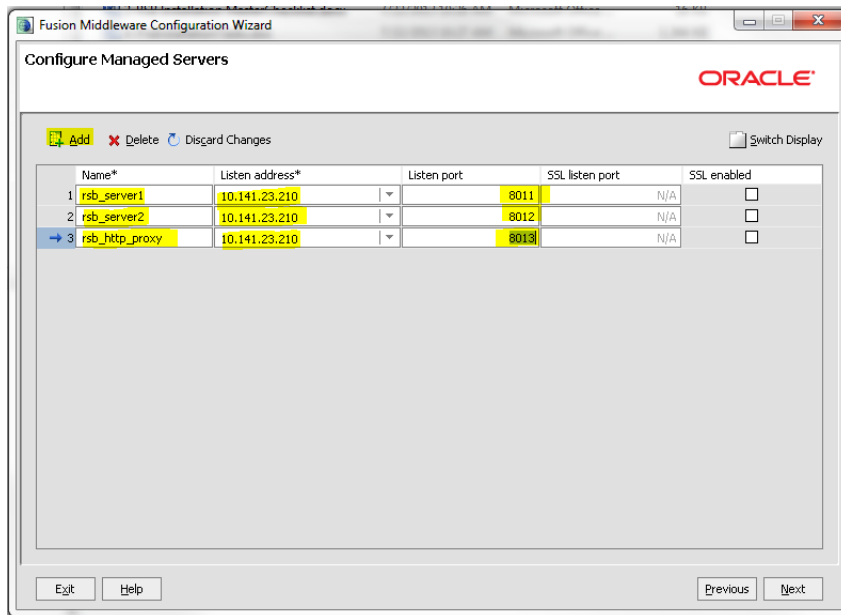 Fusion Middleware Configuration Wizard
Configure Managed Servers
ORACLE
Add Delete Discard Changes Switch Display
Name* Listen address* Listen port SSL listen port SSL enabled
1 rsb_server1 10.141.23.210 8011 N/A
2 rsb_server2 10.141.23.210 8012 N/A
3 rsb_http_proxy 10.141.23.210 8013 N/A
Exit Help Previous Next